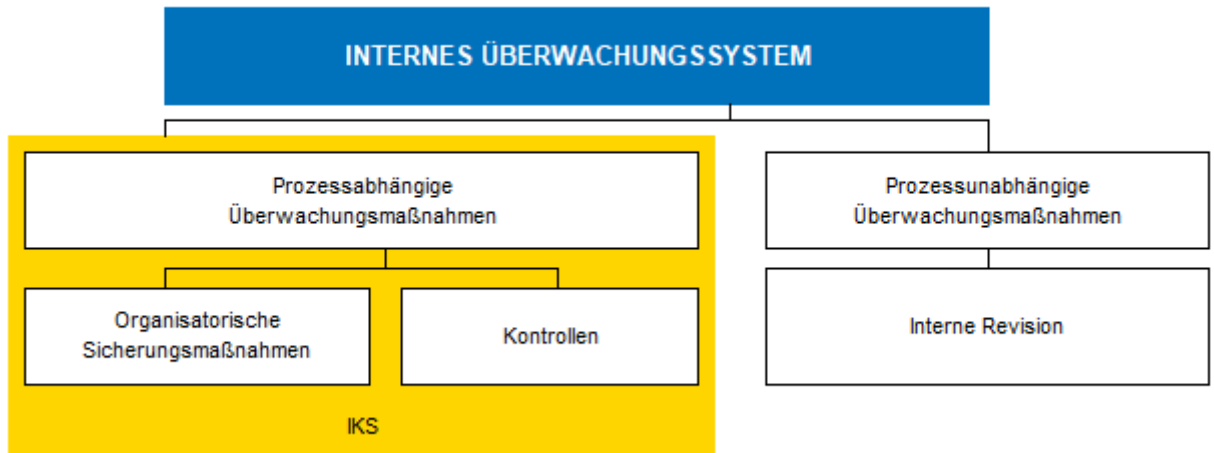 INTERNES ÜBERWACHUNGSSYSTEM
Prozessabhängige
Überwachungsmaßnahmen
Prozessunabhängige
Überwachungsmaßnahmen
Organisatorische
Sicherungsmaßnahmen
Kontrollen
Interne Revision
IKS